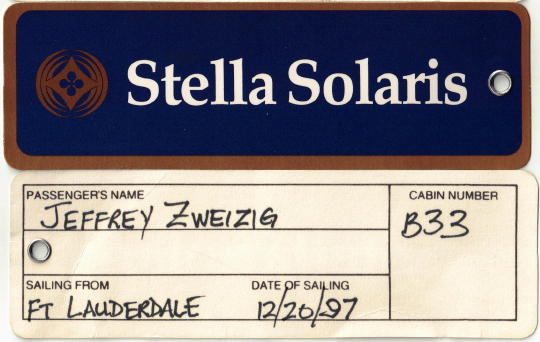 Stella Solaris
PASSENGER'S NAME
JEFFREY ZWEIZIG
CABIN NUMBER
B33
SAILING FROM
FT LAUDERDALE
DATE OF SAILING
12/20/97